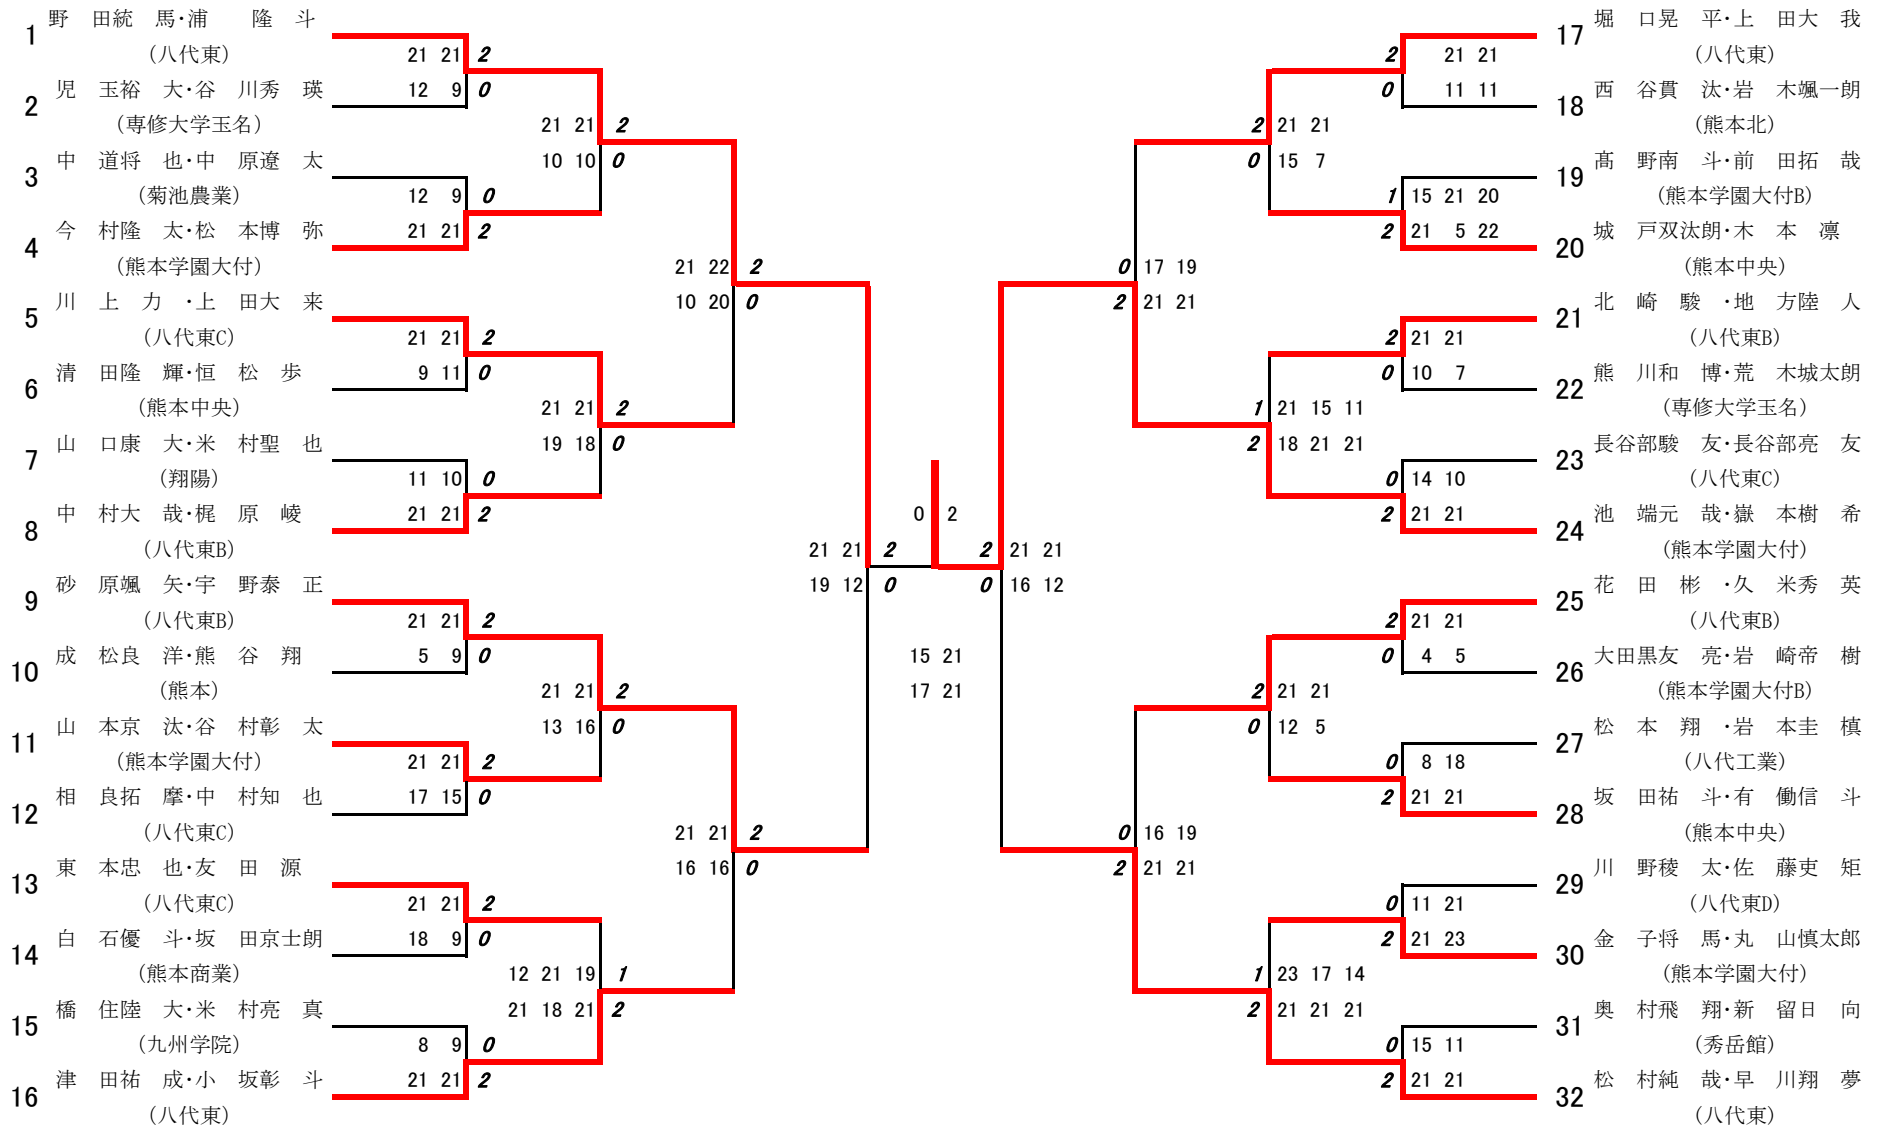 野　田統　馬・浦　　隆　斗
1
(八代東)
21 21 2
児　玉裕　大・谷　川秀　瑛
12 9 0
2
(専修大学玉名)
21 21 2
中　道将　也・中　原遼　太
10 10 0
3
(菊池農業)
12 9 0
今　村隆　太・松　本博　弥
21 21 2
4
(熊本学園大付)
21 22 2
川　上　力　・上　田大　来
10 20 0
5
(八代東C)
21 21 2
清　田隆　輝・恒　松　歩
9 11 0
6
(熊本中央)
21 21 2
山　口康　大・米　村聖　也
19 18 0
7
(翔陽)
11 10 0
中　村大　哉・梶　原　崚
21 21 2
8
(八代東B)
21 21 2
砂　原颯　矢・宇　野泰　正
19 12 0
9
(八代東B)
21 21 2
成　松良　洋・熊　谷　翔
5 9 0
10
(熊本)
21 21 2
山　本京　汰・谷　村彰　太
13 16 0
11
(熊本学園大付)
21 21 2
相　良拓　摩・中　村知　也
17 15 0
12
(八代東C)
21 21 2
東　本忠　也・友　田　源
16 16 0
13
(八代東C)
21 21 2
白　石優　斗・坂　田京士朗
18 9 0
14
(熊本商業)
12 21 19 1
橋　住陸　大・米　村亮　真
21 18 21 2
15
(九州学院)
8 9 0
津　田祐　成・小　坂彰　斗
21 21 2
16
(八代東)
0 2
15 21
17 21
堀　口晃　平・上　田大　我
17
(八代東)
2 21 21
西　谷貫　汰・岩　木颯一朗
0 11 11
18
(熊本北)
2 21 21
髙　野南　斗・前　田拓　哉
0 15 7
19
(熊本学園大付B)
1 15 21 20
城　戸双汰朗・木　本　凛
2 21 5 22
20
(熊本中央)
0 17 19
北　崎　駿　・地　方陸　人
2 21 21
21
(八代東B)
2 21 21
熊　川和　博・荒　木城太朗
0 10 7
22
(専修大学玉名)
1 21 15 11
長谷部駿　友・長谷部亮　友
2 18 21 21
23
(八代東C)
0 14 10
池　端元　哉・嶽　本樹　希
2 21 21
24
(熊本学園大付)
2 21 21
花　田　彬　・久　米秀　英
0 16 12
25
(八代東B)
2 21 21
大田黒友　亮・岩　崎帝　樹
0 4 5
26
(熊本学園大付B)
2 21 21
松　本　翔　・岩　本圭　槙
0 12 5
27
(八代工業)
0 8 18
坂　田祐　斗・有　働信　斗
2 21 21
28
(熊本中央)
0 16 19
川　野稜　太・佐　藤吏　矩
2 21 21
29
(八代東D)
0 11 21
金　子将　馬・丸　山慎太郎
2 21 23
30
(熊本学園大付)
1 23 17 14
奥　村飛　翔・新　留日　向
2 21 21 21
31
(秀岳館)
0 15 11
松　村純　哉・早　川翔　夢
2 21 21
32
(八代東)